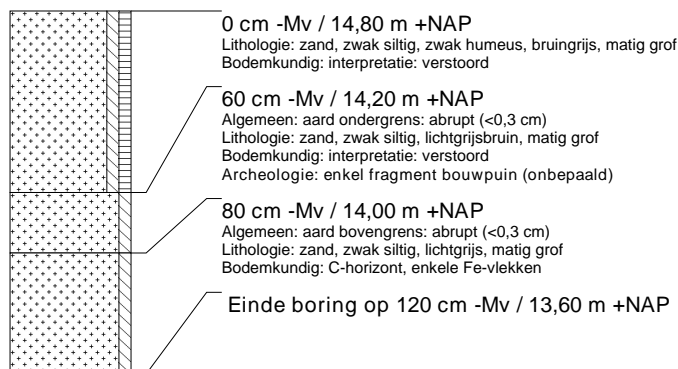 0 cm -Mv / 14,80 m +NAP
Lithologie: zand, zwak siltig, zwak humeus, bruingrijs, matig grof
Bodemkundig: interpretatie: verstoord
60 cm -Mv / 14,20 m +NAP
Algemeen: aard ondergrens: abrupt (<0,3 cm)
Lithologie: zand, zwak siltig, lichtgrijsbruin, matig grof
Bodemkundig: interpretatie: verstoord
Archeologie: enkel fragment bouwpuin (onbepaald)
80 cm -Mv / 14,00 m +NAP
Algemeen: aard bovengrens: abrupt (<0,3 cm)
Lithologie: zand, zwak siltig, lichtgrijs, matig grof
Bodemkundig: C-horizont, enkele Fe-vlekken
Einde boring op 120 cm -Mv / 13,60 m +NAP